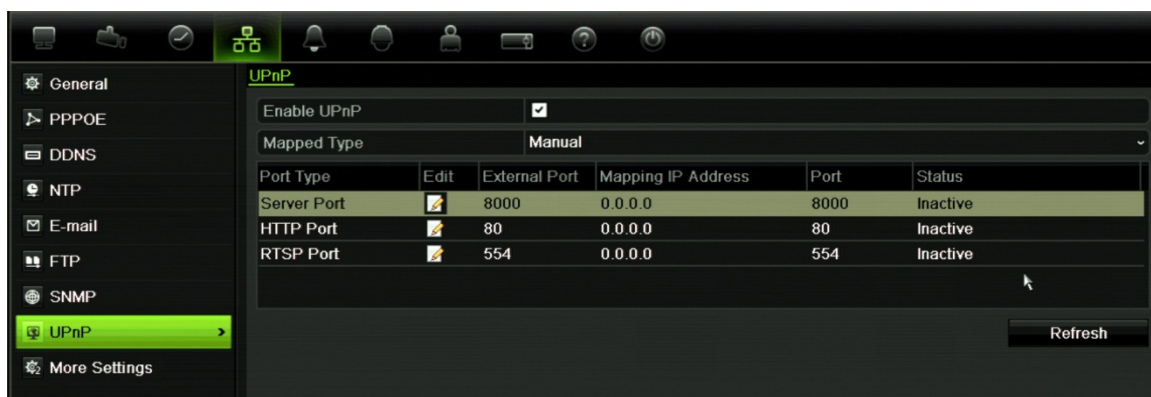 General
PPPOE
DDNS
NTP
E-mail
FTP
SNMP
UPnP
More Settings
UPnP
Enable UPnP
Mapped Type Manual
Port Type Edit External Port Mapping IP Address Port Status
Server Port 8000 0.0.0.0 8000 Inactive
HTTP Port 80 0.0.0.0 80 Inactive
RTSP Port 554 0.0.0.0 554 Inactive
Refresh